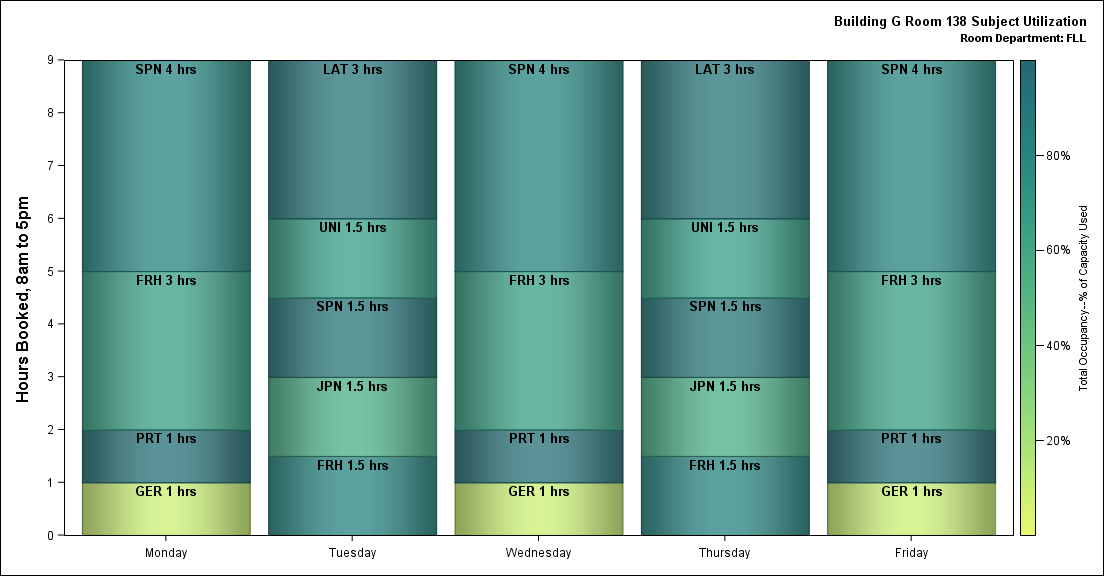 Building G Room 138 Subject Utilization
Room Department: FLL
Hours Booked, 8am to 5pm
9
8
7
6
5
4
3
2
1
0
SPN 4 hrs
FRH 3 hrs
PRT 1 hrs
GER 1 hrs
LAT 3 hrs
UNI 1.5 hrs
SPN 1.5 hrs
JPN 1.5 hrs
FRH 1.5 hrs
SPN 4 hrs
FRH 3 hrs
PRT 1 hrs
GER 1 hrs
LAT 3 hrs
UNI 1.5 hrs
SPN 1.5 hrs
JPN 1.5 hrs
FRH 1.5 hrs
SPN 4 hrs
FRH 3 hrs
PRT 1 hrs
GER 1 hrs
Monday Tuesday Wednesday Thursday Friday
80%
60%
40%
20%
Total Occupancy--% of Capacity Used